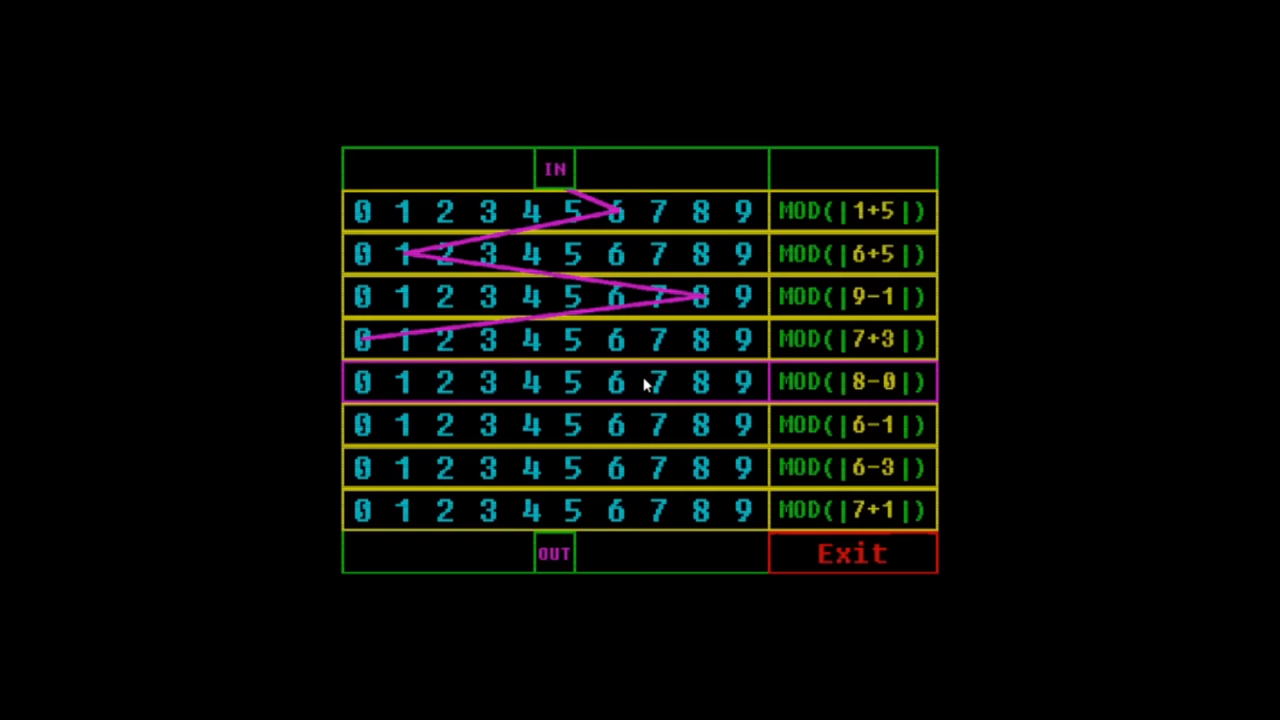 IN
0 1 2 3 4 5 6 7 8 9 MOD(|1+5|)
0 1 2 3 4 5 6 7 8 9 MOD(|6+5|)
0 1 2 3 4 5 6 7 8 9 MOD(|9-1|)
0 1 2 3 4 5 6 7 8 9 MOD(|7+3|)
0 1 2 3 4 5 6 7 8 9 MOD(|8-0|)
0 1 2 3 4 5 6 7 8 9 MOD(|6-1|)
0 1 2 3 4 5 6 7 8 9 MOD(|6-3|)
0 1 2 3 4 5 6 7 8 9 MOD(|7+1|)
OUT Exit